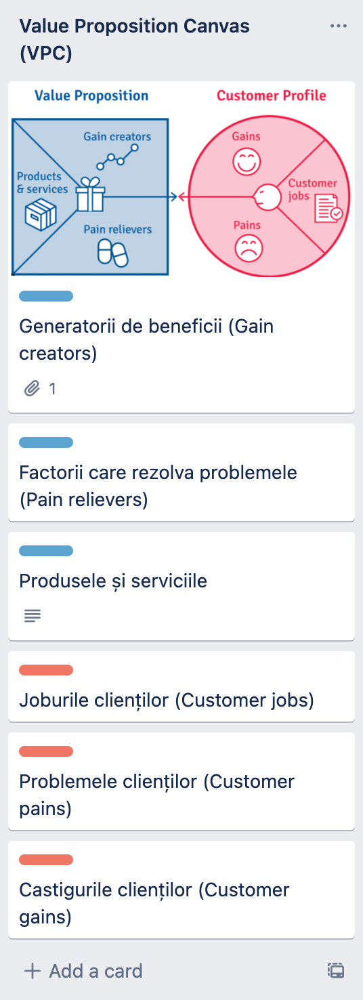 Value Proposition Canvas
(VPC)
Value Proposition
Customer Profile
Gain creators
Products
& services
Pain relievers
Gains
Customer
jobs
Pains
Generatorii de beneficii (Gain
creators)
1
Factorii care rezolva problemele
(Pain relievers)
Produsele și serviciile
Joburile clienților (Customer jobs)
Problemele clienților (Customer
pains)
Castigurile clienților (Customer
gains)
Add a card